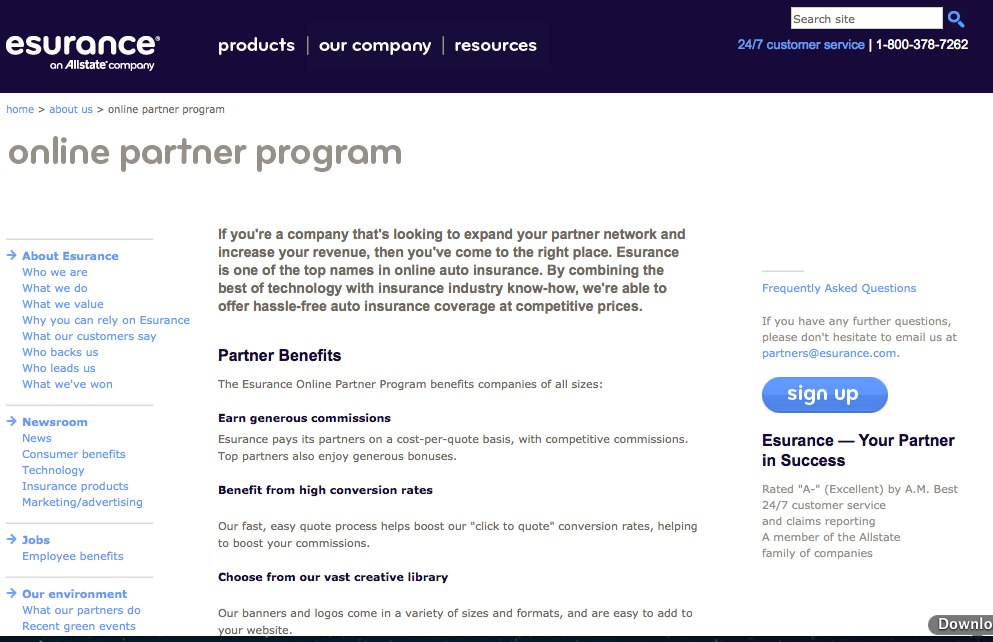 esurance®
an Allstate® company
products | our company | resources
Search site
24/7 customer service | 1-800-378-7262
home > about us > online partner program
online partner program
About Esurance
Who we are
What we do
What we value
Why you can rely on Esurance
What our customers say
Who backs us
Who leads us
What we've won
Newsroom
News
Consumer benefits
Technology
Insurance products
Marketing/advertising
Jobs
Employee benefits
Our environment
What our partners do
Recent green events
If you're a company that's looking to expand your partner network and
increase your revenue, then you've come to the right place. Esurance
is one of the top names in online auto insurance. By combining the
best of technology with insurance industry know-how, we're able to
offer hassle-free auto insurance coverage at competitive prices.
Partner Benefits
The Esurance Online Partner Program benefits companies of all sizes:
Earn generous commissions
Esurance pays its partners on a cost-per-quote basis, with competitive commissions.
Top partners also enjoy generous bonuses.
Benefit from high conversion rates
Our fast, easy quote process helps boost our "click to quote" conversion rates, helping
to boost your commissions.
Choose from our vast creative library
Our banners and logos come in a variety of sizes and formats, and are easy to add to
your website.
Frequently Asked Questions
If you have any further questions,
please don't hesitate to email us at
partners@esurance.com.
sign up
Esurance — Your Partner
in Success
Rated "A-" (Excellent) by A.M. Best
24/7 customer service
and claims reporting
A member of the Allstate
family of companies
Downlo